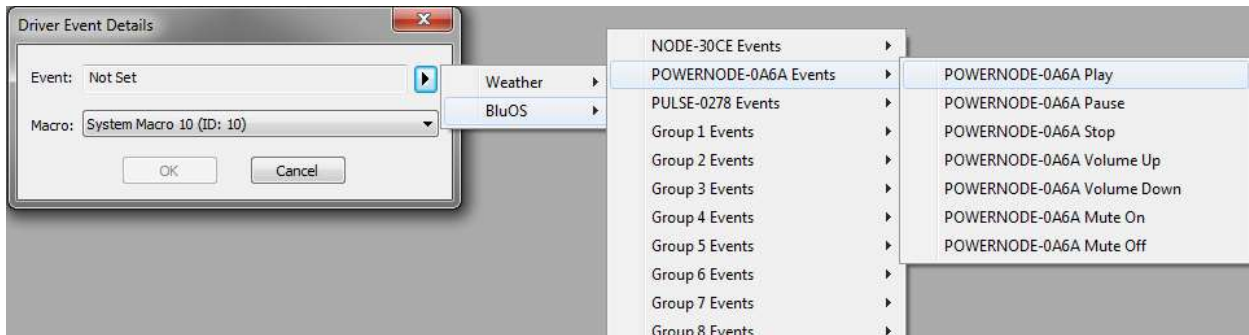 Driver Event Details
Event: Not Set
Macro: System Macro 10 (ID: 10)
OK Cancel
Weather
BluOS
NODE-30CE Events
POWERNODE-0A6A Events
PULSE-0278 Events
Group 1 Events
Group 2 Events
Group 3 Events
Group 4 Events
Group 5 Events
Group 6 Events
Group 7 Events
Group 8 Events
POWERNODE-0A6A Play
POWERNODE-0A6A Pause
POWERNODE-0A6A Stop
POWERNODE-0A6A Volume Up
POWERNODE-0A6A Volume Down
POWERNODE-0A6A Mute On
POWERNODE-0A6A Mute Off